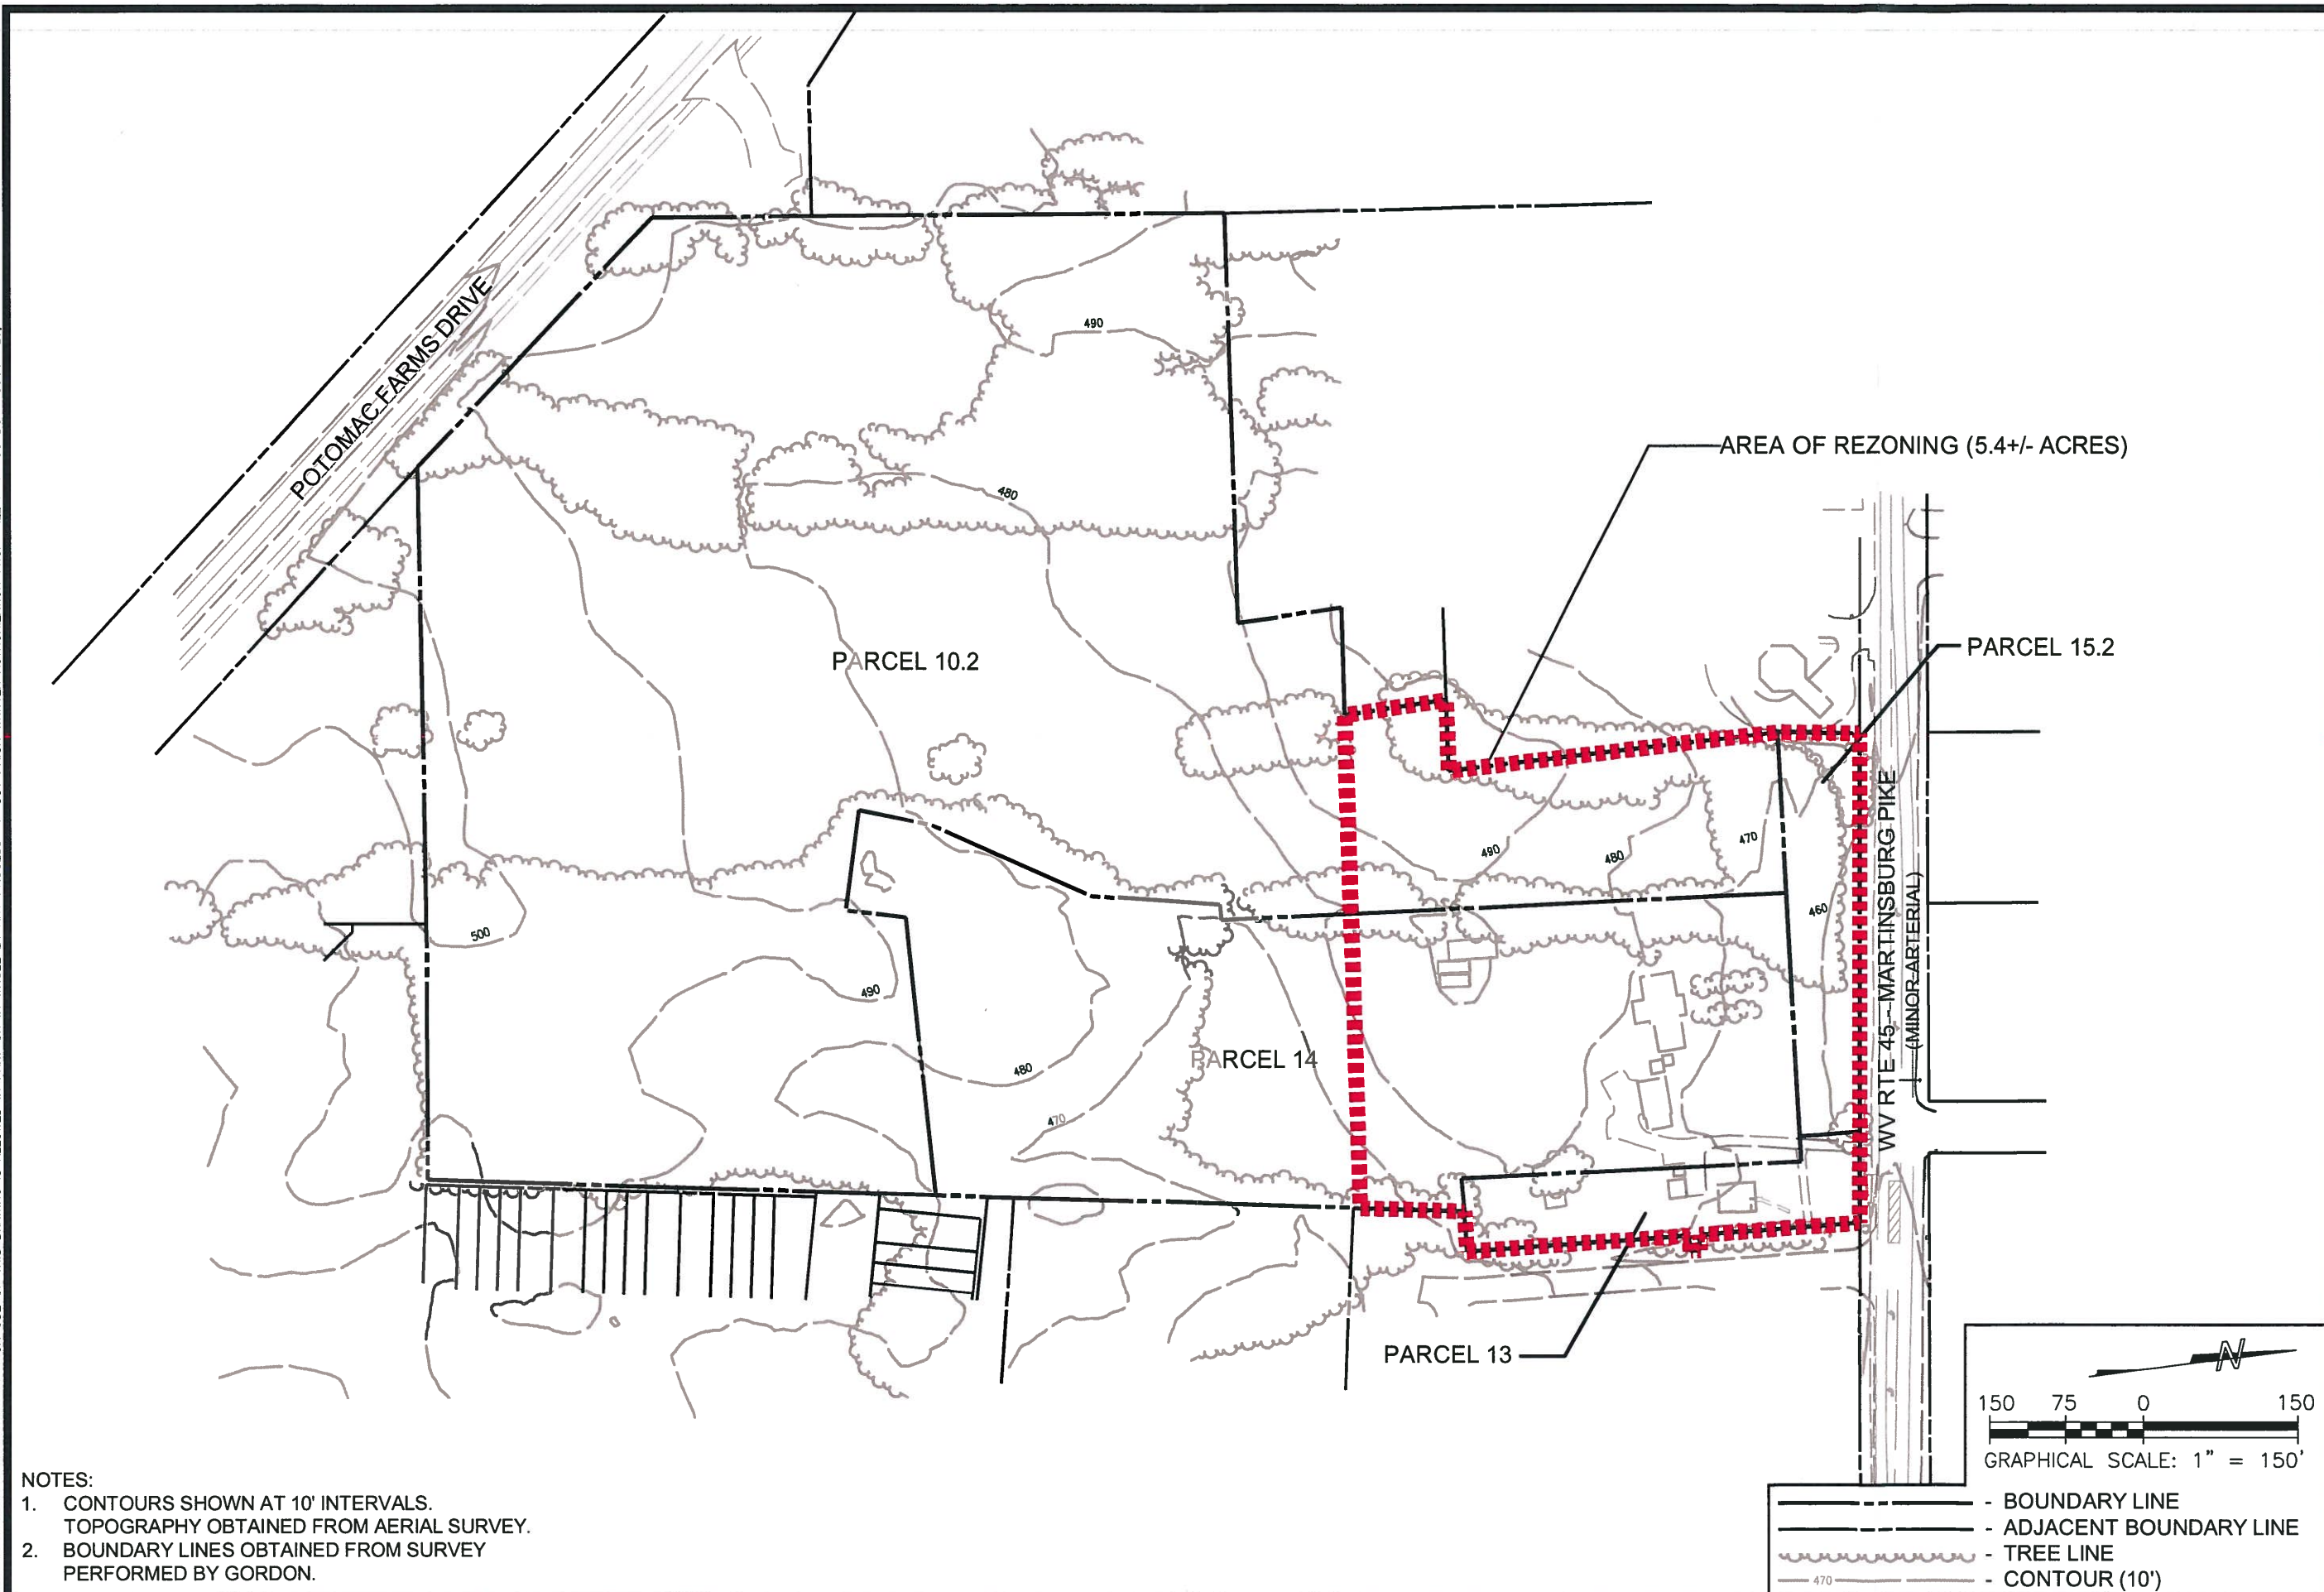 POTOMAC FARMS DRIVE
490
AREA OF REZONING (5.4+/- ACRES)
480
PARCEL 15.2
PARCEL 10.2
WV RTE 45 - MARTINSBURG PIKE
(MINOR ARTERIAL)
470
490
480
460
500
490
PARCEL 14
480
470
PARCEL 13
N
150 75 0 150
GRAPHICAL SCALE: 1" = 150'
NOTES:
1. CONTOURS SHOWN AT 10' INTERVALS.
TOPOGRAPHY OBTAINED FROM AERIAL SURVEY.
2. BOUNDARY LINES OBTAINED FROM SURVEY
PERFORMED BY GORDON.
- BOUNDARY LINE
- ADJACENT BOUNDARY LINE
- TREE LINE
470 - CONTOUR (10')